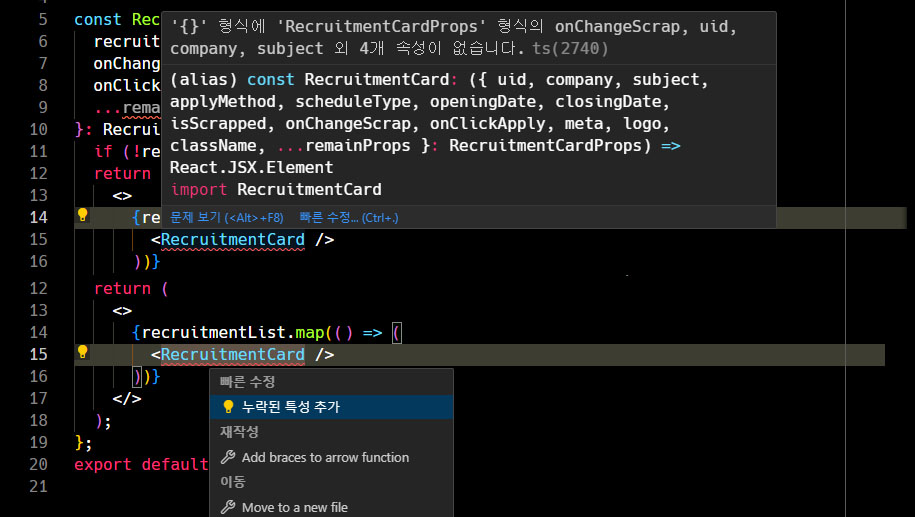 5 const Rec
'{}' 형식에 'RecruitmentCardProps' 형식의 onChangeScrap, uid,
company, subject 외 4개 속성이 없습니다. ts(2740)
(alias) const RecruitmentCard: ({ uid, company, subject,
applyMethod, scheduleType, openingDate, closingDate,
isScrapped, onChangeScrap, onClickApply, meta, logo,
className, ...remainProps }: RecruitmentCardProps) =>
React.JSX.Element
import RecruitmentCard
문제 보기 (<Alt>+F8) 빠른 수정... (Ctrl+.)
6 recruit
7 onChang
8 onClick
9 ...rema
10 }: Recrui
11 if (!re
12 return
13 <>
14 {re
15 <RecruitmentCard />
16 ))}
12 return (
13 <>
14 {recruitmentList.map(() => (
15 <RecruitmentCard />
16 ))}
17 </>
18 );
19 };
20 export default
21
빠른 수정
누락된 특성 추가
재작성
Add braces to arrow function
이동
Move to a new file